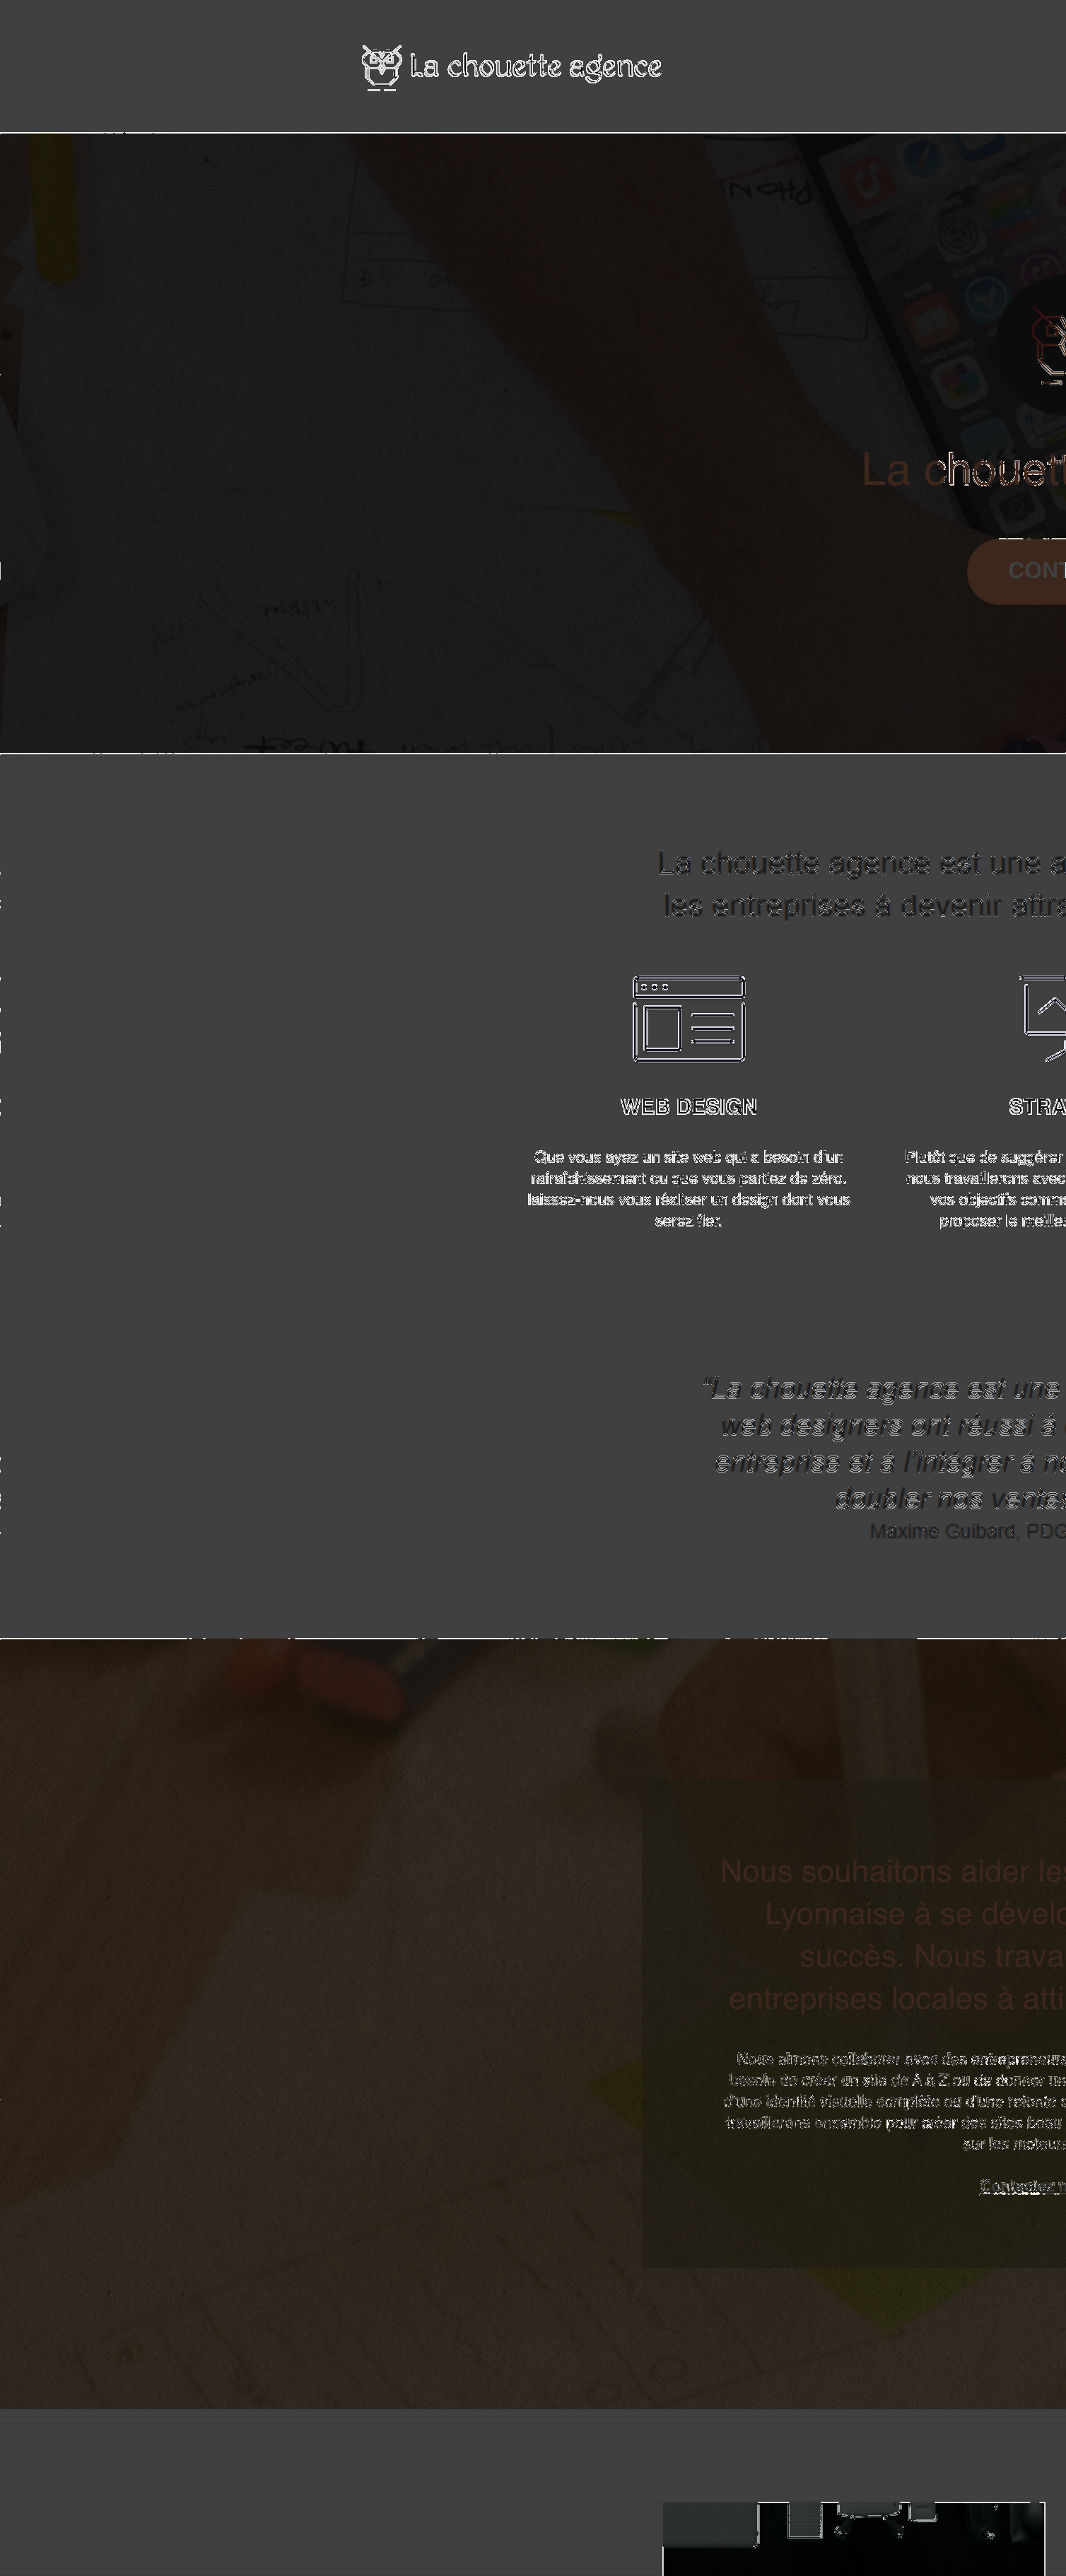 La chouette agence
PHON
La chouett
CONT
La chouette agence est une a
les entreprises à devenir attra
WEB DESIGN
STRA
Que vous ayez un site web qui a besoin d'un
rafraîchissement ou que vous partiez de zéro,
laissez-nous vous réaliser un design dont vous
serez fier.
Plutôt que de suggérer
nous travaillerons avec
vos objectifs comme
proposer le meille
“La chouette agence est une
web designers ont réussi à
entreprise et à l'intégrer à no
doubler nos ventes
Maxime Guibard, PDG
Nous souhaitons aider les
Lyonnaise à se dévelo
succès. Nous trava
entreprises locales à atti
Nous aimons collaborer avec des entrepreneurs
besoin de créer un site de A à Z ou de donner
d'une identité visuelle complète ou d'une refonte
travaillerons ensemble pour créer des sites beau
sur les moteurs
Contactez n